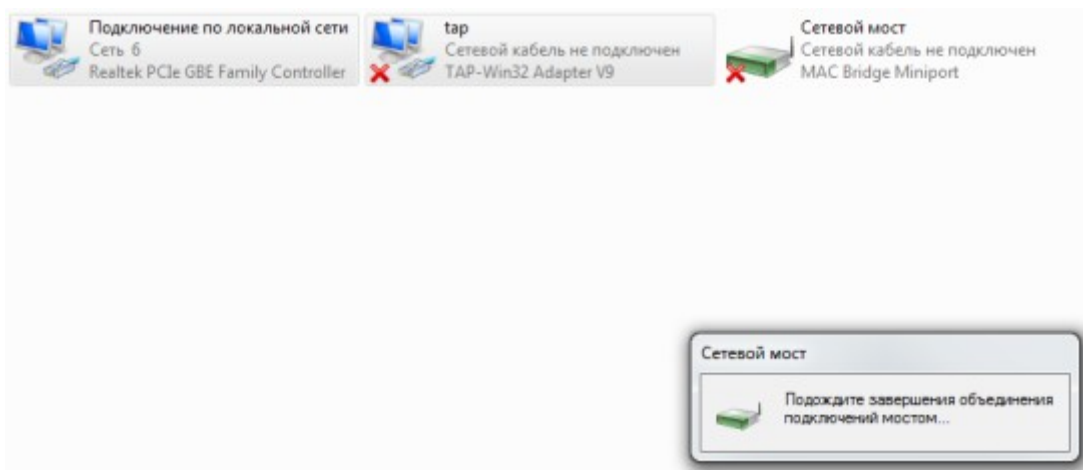 Подключение по локальной сети
Сеть 6
Realtek PCIe GBE Family Controller
tap
Сетевой кабель не подключен
TAP-Win32 Adapter V9
Сетевой мост
Сетевой кабель не подключен
MAC Bridge Miniport
Сетевой мост
Подождите завершения объединения
подключений мостом...